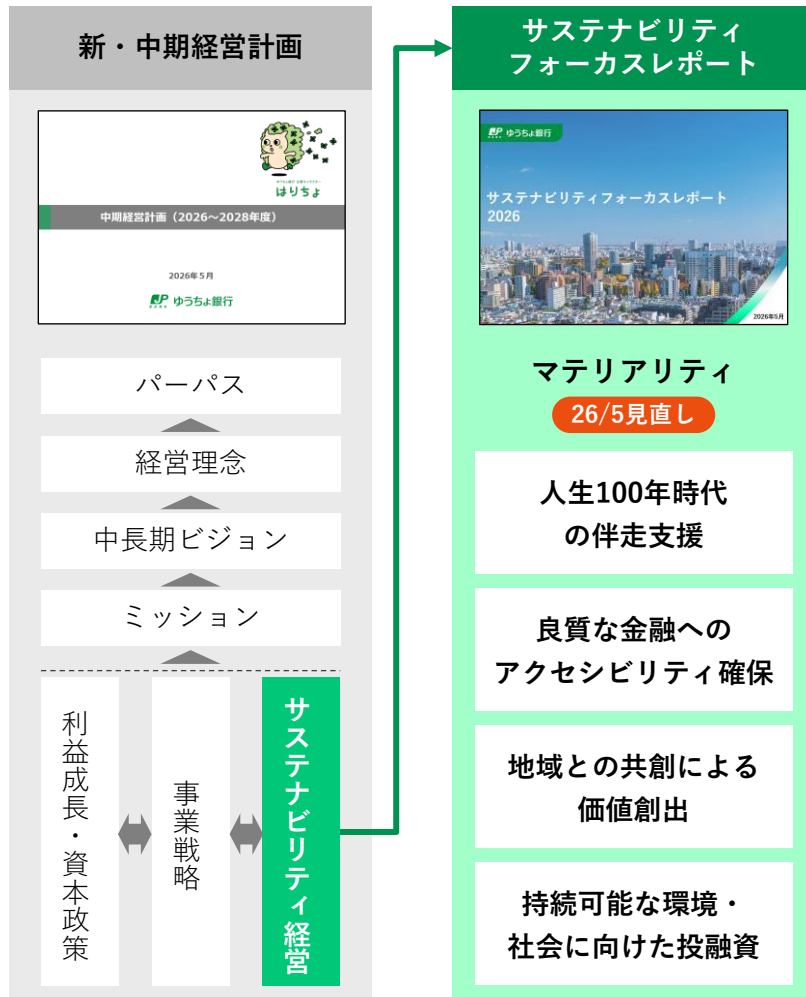 新・中期経営計画
はりちょ
中期経営計画(2026~2028年度)
2026年5月
JP ゆうちょ銀行
パーパス
経営理念
中長期ビジョン
ミッション
利益成長・資本政策
事業戦略
サステナビリティ経営
サステナビリティ
フォーカスレポート
JP ゆうちょ銀行
サステナビリティフォーカスレポート
2026
2026年5月
マテリアリティ
26/5見直し
人生100年時代
の伴走支援
良質な金融への
アクセシビリティ確保
地域との共創による
価値創出
持続可能な環境・
社会に向けた投融資